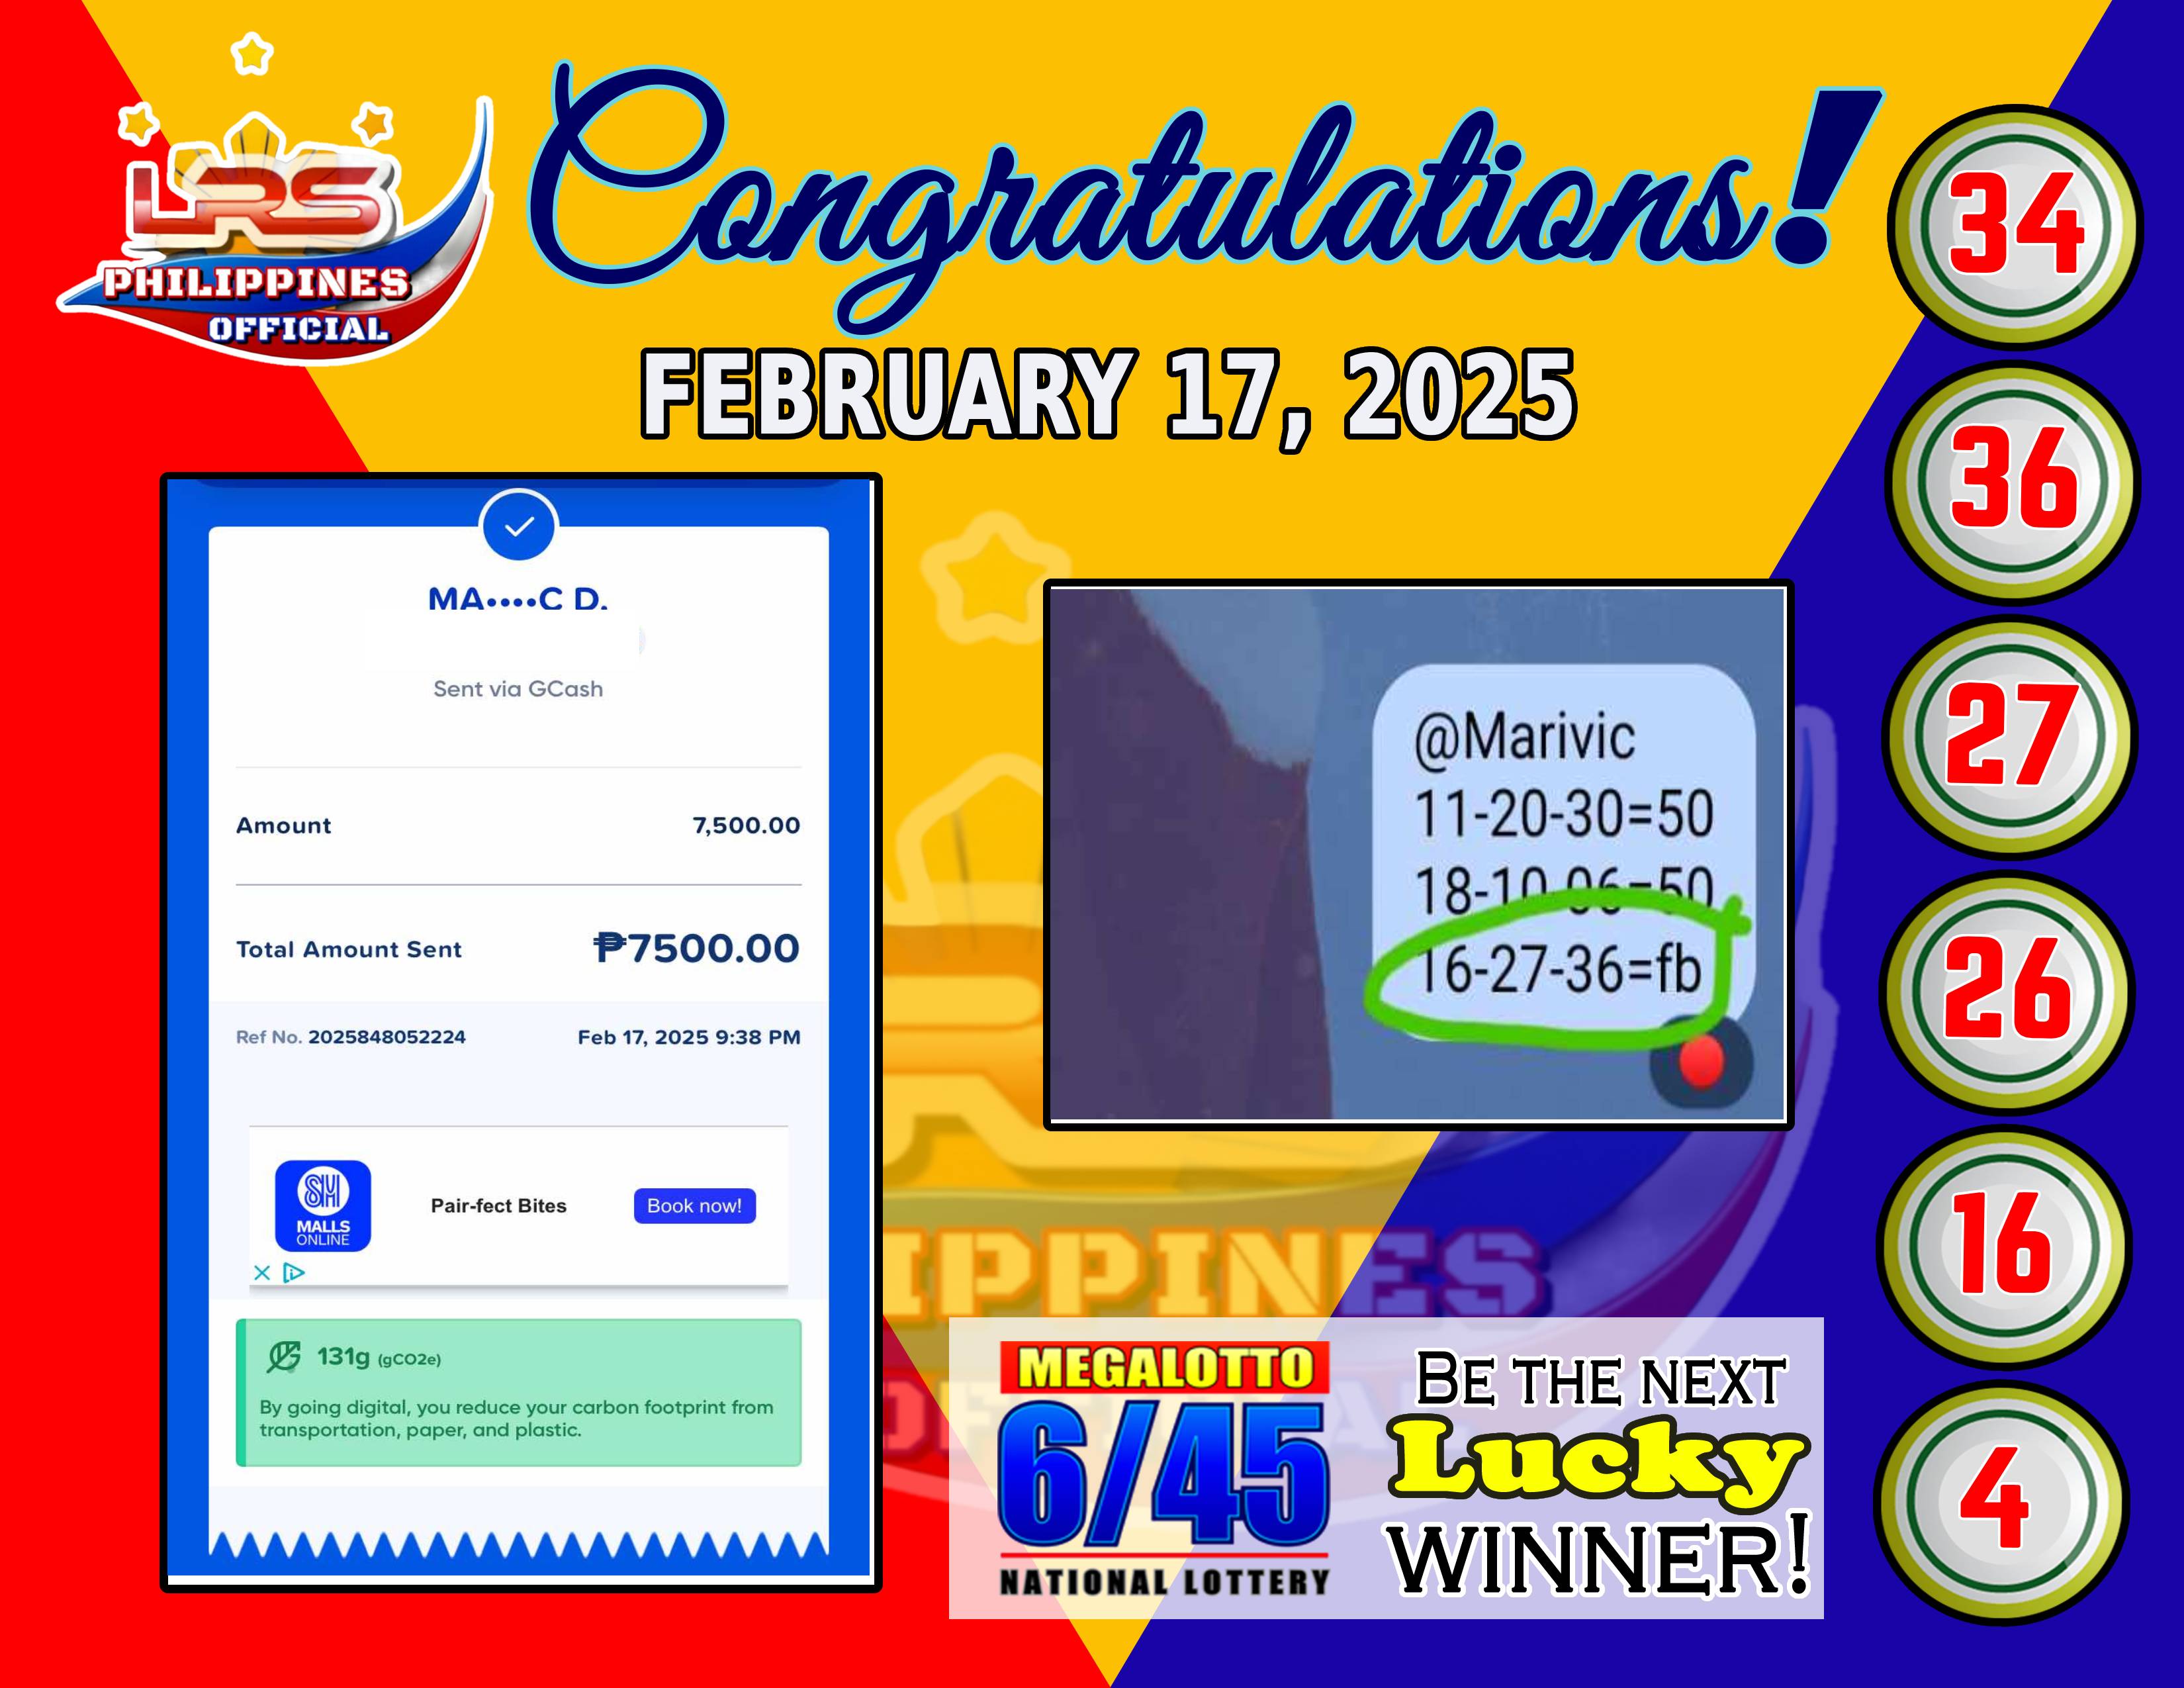 LRS
PHILIPPINES
OFFICIAL
Congratulations!
FEBRUARY 17, 2025
MA••••C D.
Sent via GCash
Amount 7,500.00
Total Amount Sent ₱7500.00
Ref No. 2025848052224 Feb 17, 2025 9:38 PM
SM
MALLS
ONLINE
Pair-fect Bites
Book now!
131g (gCO2e)
By going digital, you reduce your carbon footprint from
transportation, paper, and plastic.
@Marivic
11-20-30=50
18-10-06=50
16-27-36=fb
MEGALOTTO
6/45
NATIONAL LOTTERY
BE THE NEXT
Lucky
WINNER!
34
36
27
26
16
4